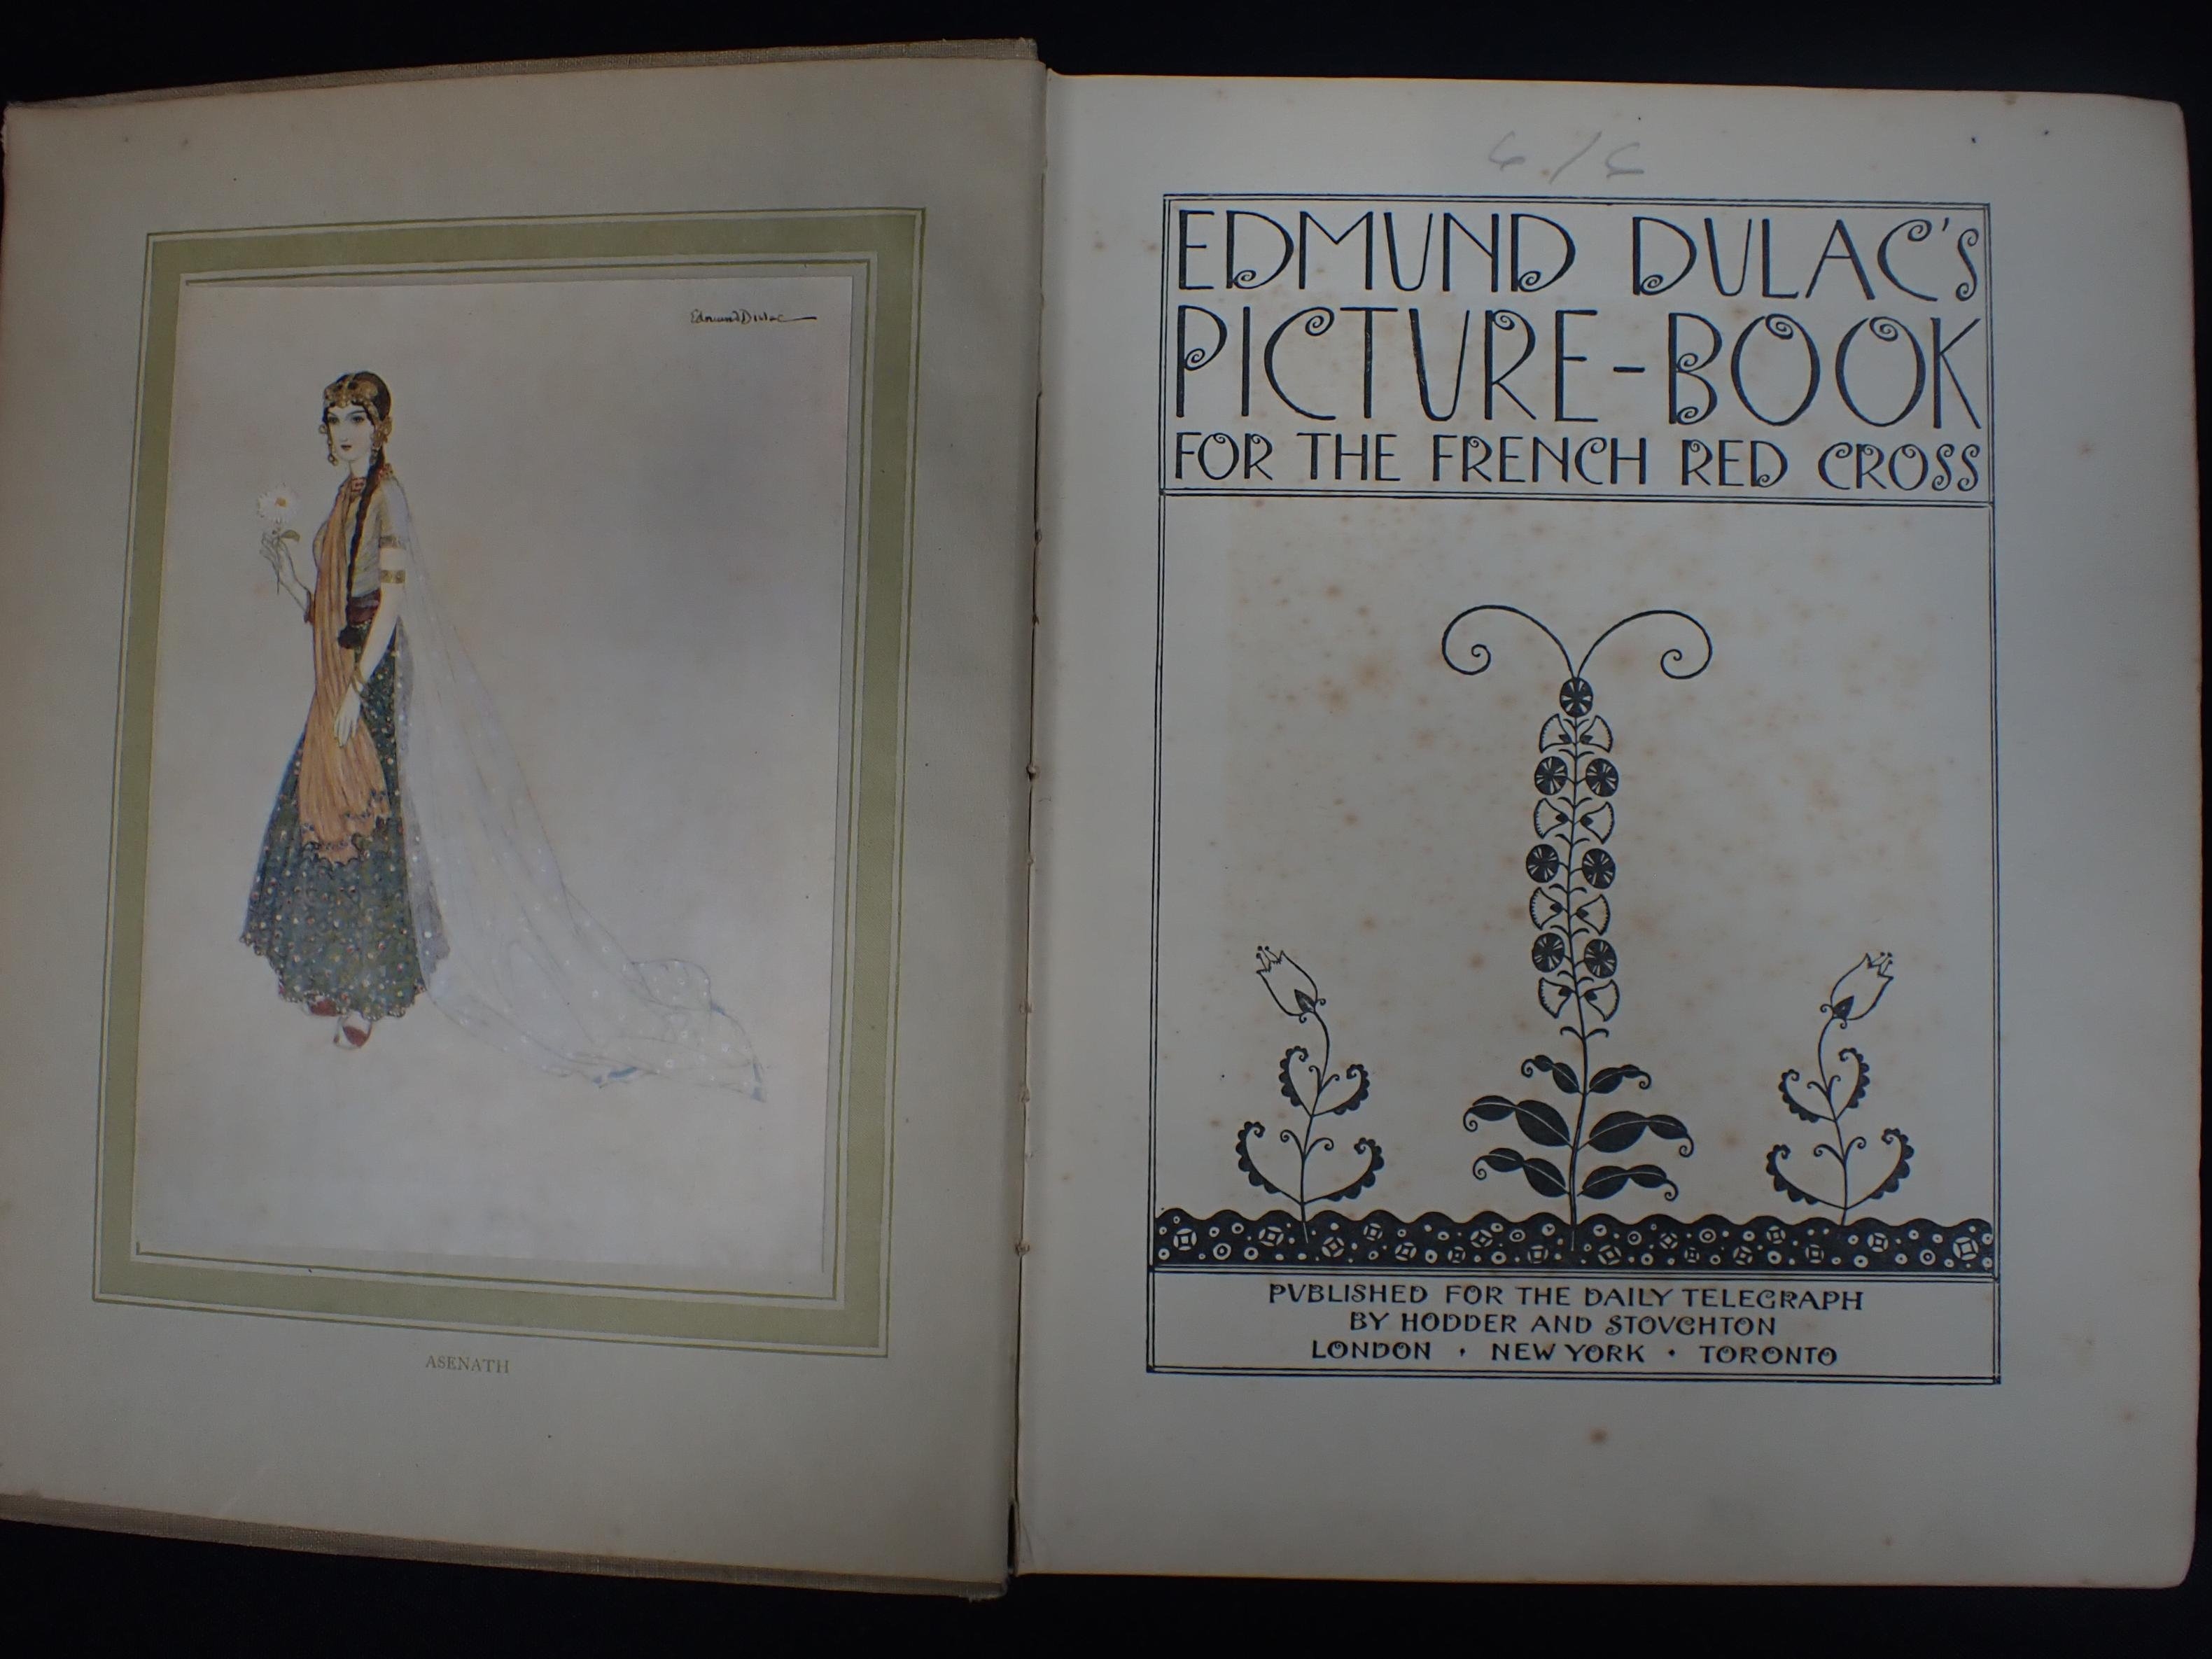 Edmund Dulac
ASENATH
EDMUND DULAC'S
PICTURE-BOOK
FOR THE FRENCH RED CROSS
PVBLISHED FOR THE DAILY TELEGRAPH
BY HODDER AND STOVGHTON
LONDON · NEW YORK · TORONTO